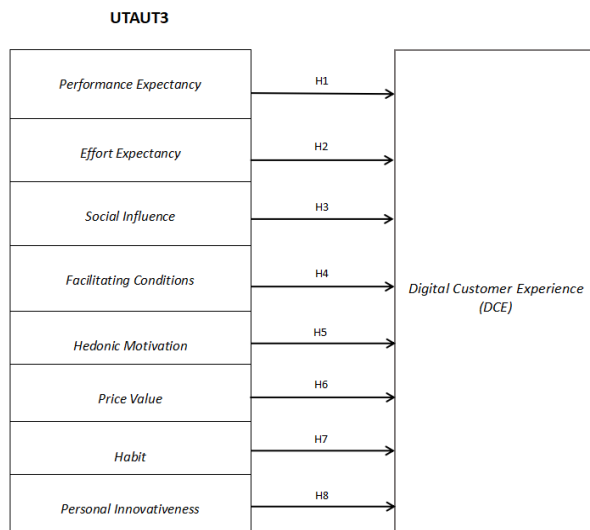 UTAUT3
Performance Expectancy
H1
Effort Expectancy
H2
Social Influence
H3
Facilitating Conditions
H4
Hedonic Motivation
H5
Price Value
H6
Habit
H7
Personal Innovativeness
H8
Digital Customer Experience
(DCE)